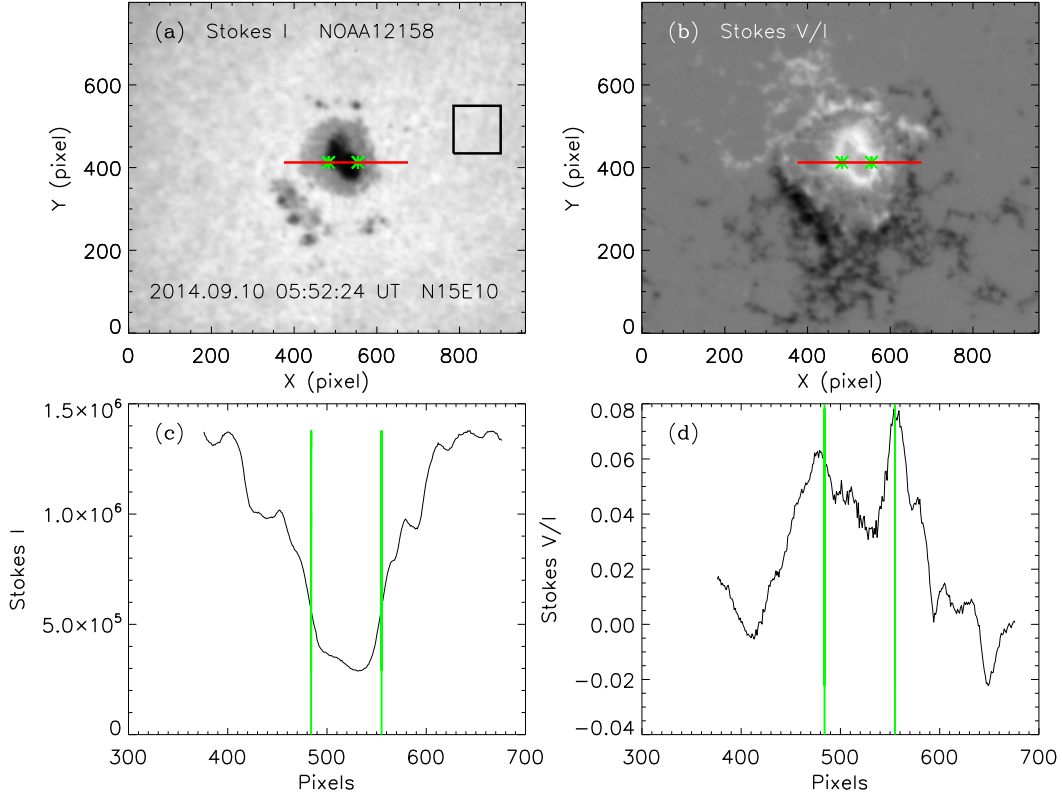 (a) Stokes I NOAA12158
2014.09.10 05:52:24 UT N15E10
Y (pixel)
800
600
400
200
0
0 200 400 600 800
X (pixel)
(b) Stokes V/I
Y (pixel)
800
600
400
200
0
0 200 400 600 800
X (pixel)
(c)
Stokes I
1.5×10⁶
1.0×10⁶
5.0×10⁵
0
300 400 500 600 700
Pixels
(d)
Stokes V/I
0.08
0.06
0.04
0.02
0.00
−0.02
−0.04
300 400 500 600 700
Pixels